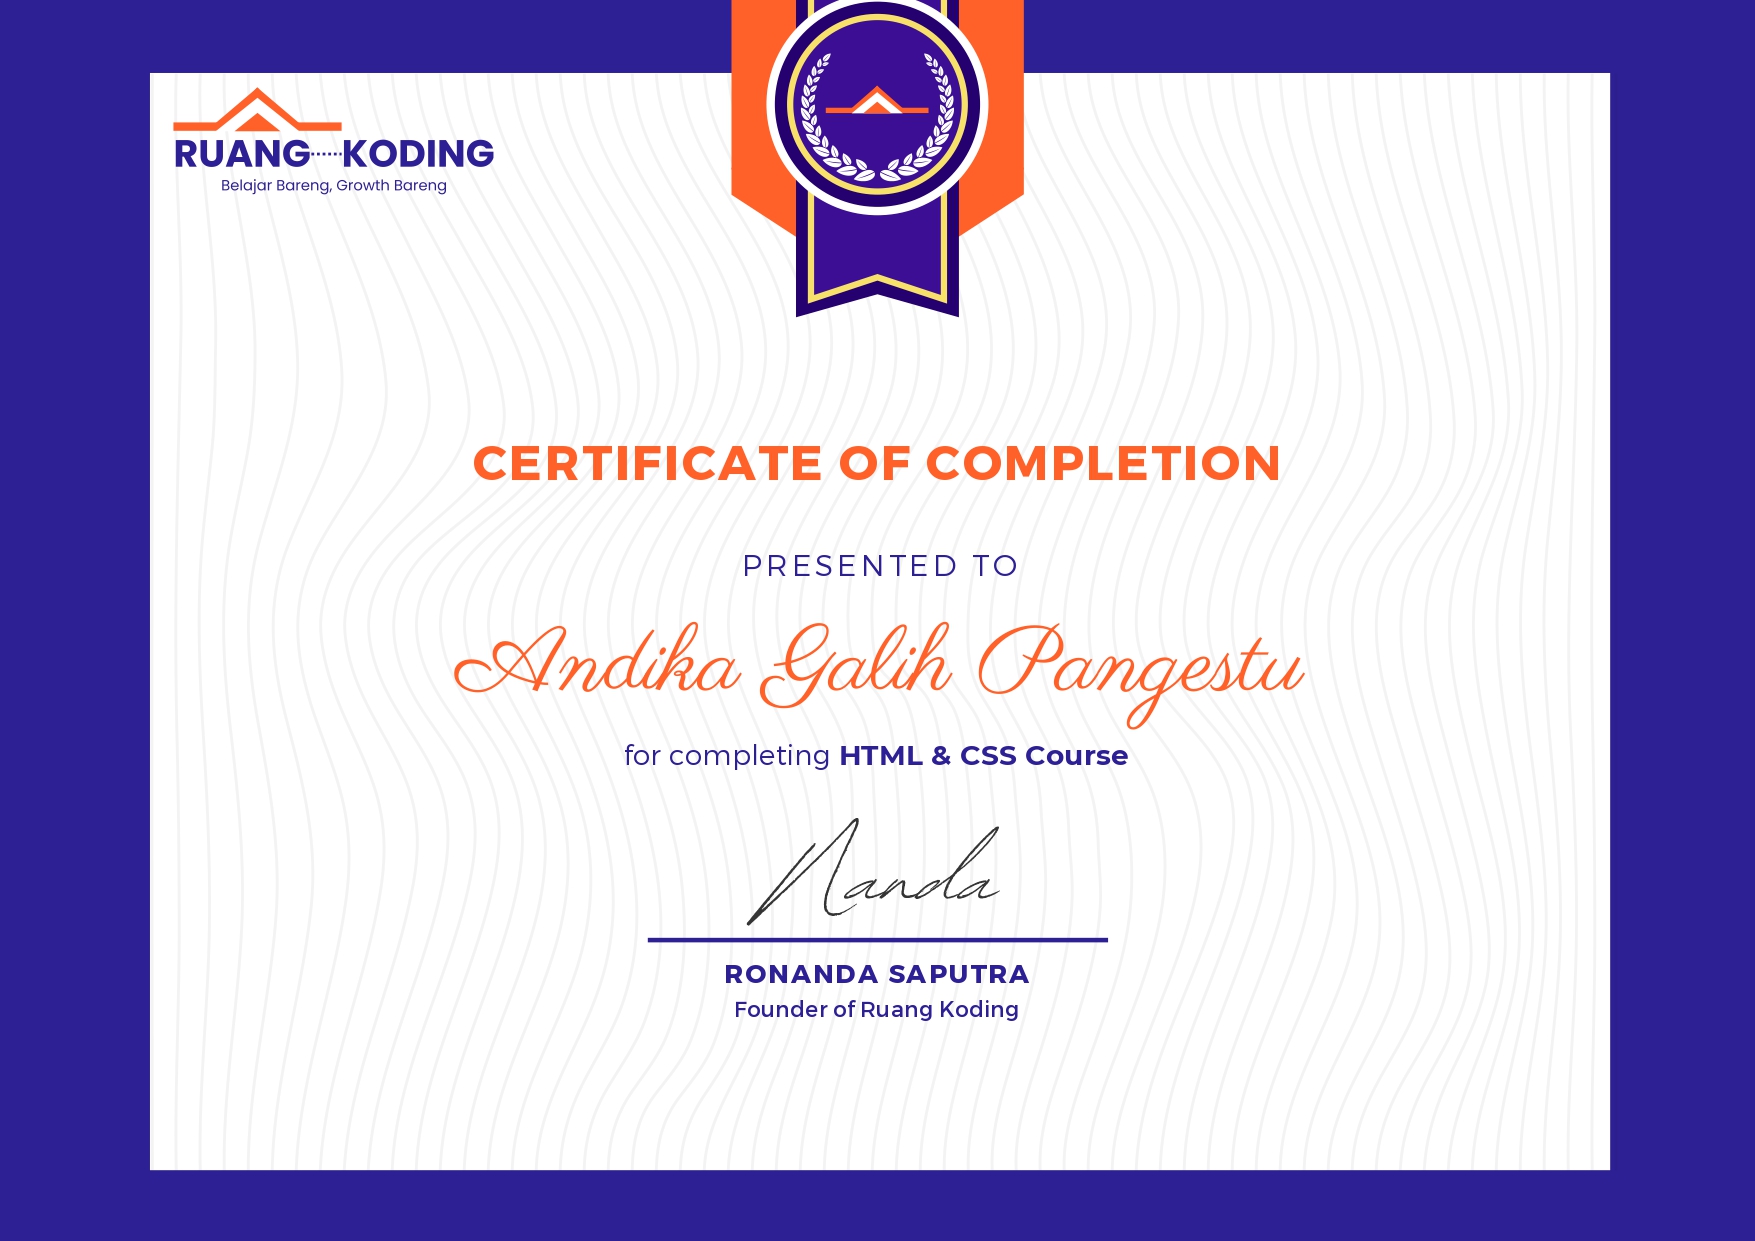 RUANG KODING
Belajar Bareng, Growth Bareng
CERTIFICATE OF COMPLETION
PRESENTED TO
Andika Galih Pangestu
for completing HTML & CSS Course
Nanda
RONANDA SAPUTRA
Founder of Ruang Koding